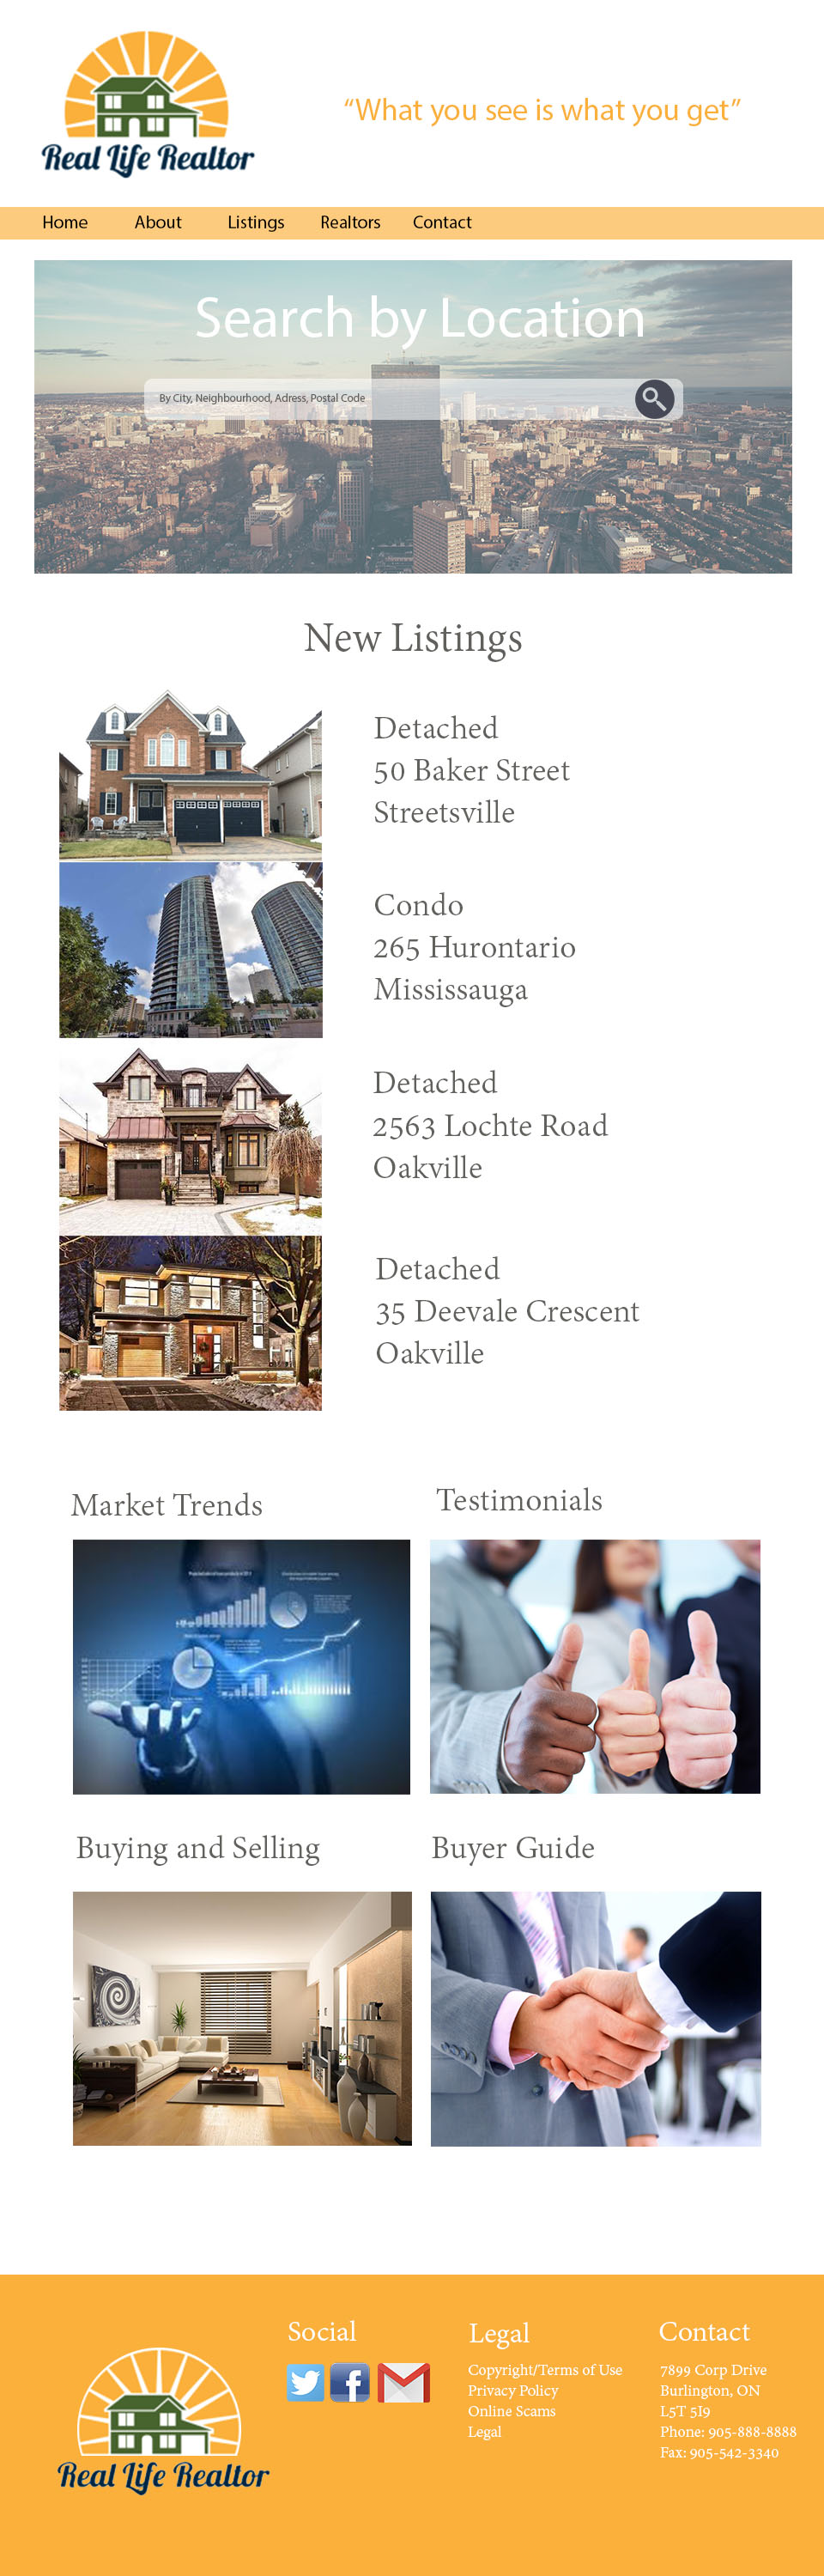 Real Life Realtor
“What you see is what you get”
Home About Listings Realtors Contact
Search by Location
By City, Neighbourhood, Adress, Postal Code
New Listings
Detached
50 Baker Street
Streetsville
Condo
265 Hurontario
Mississauga
Detached
2563 Lochte Road
Oakville
Detached
35 Deevale Crescent
Oakville
Market Trends
Testimonials
Buying and Selling
Buyer Guide
Real Life Realtor
Social
Legal
Copyright/Terms of Use
Privacy Policy
Online Scams
Legal
Contact
7899 Corp Drive
Burlington, ON
L5T 5I9
Phone: 905-888-8888
Fax: 905-542-3340